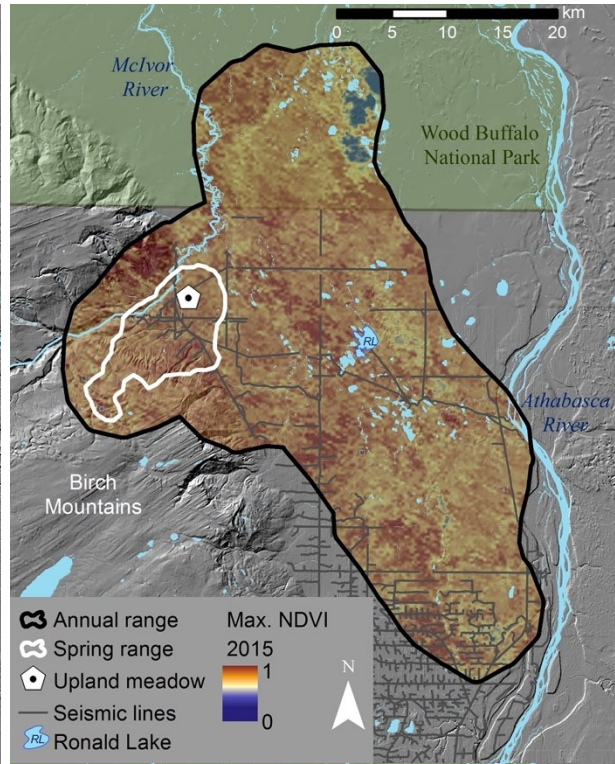 km
0 5 10 15 20
McIvor
River
Wood Buffalo
National Park
RL
Athabasca
River
Birch
Mountains
Annual range
Spring range
Upland meadow
Seismic lines
RL Ronald Lake
Max. NDVI
2015
1
0
N